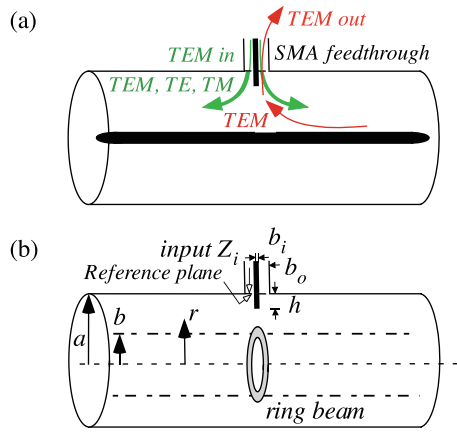 (a)
TEM out
TEM in
SMA feedthrough
TEM, TE, TM
TEM
(b)
b_i
input Z_i
b_o
Reference plane
h
b
r
a
ring beam